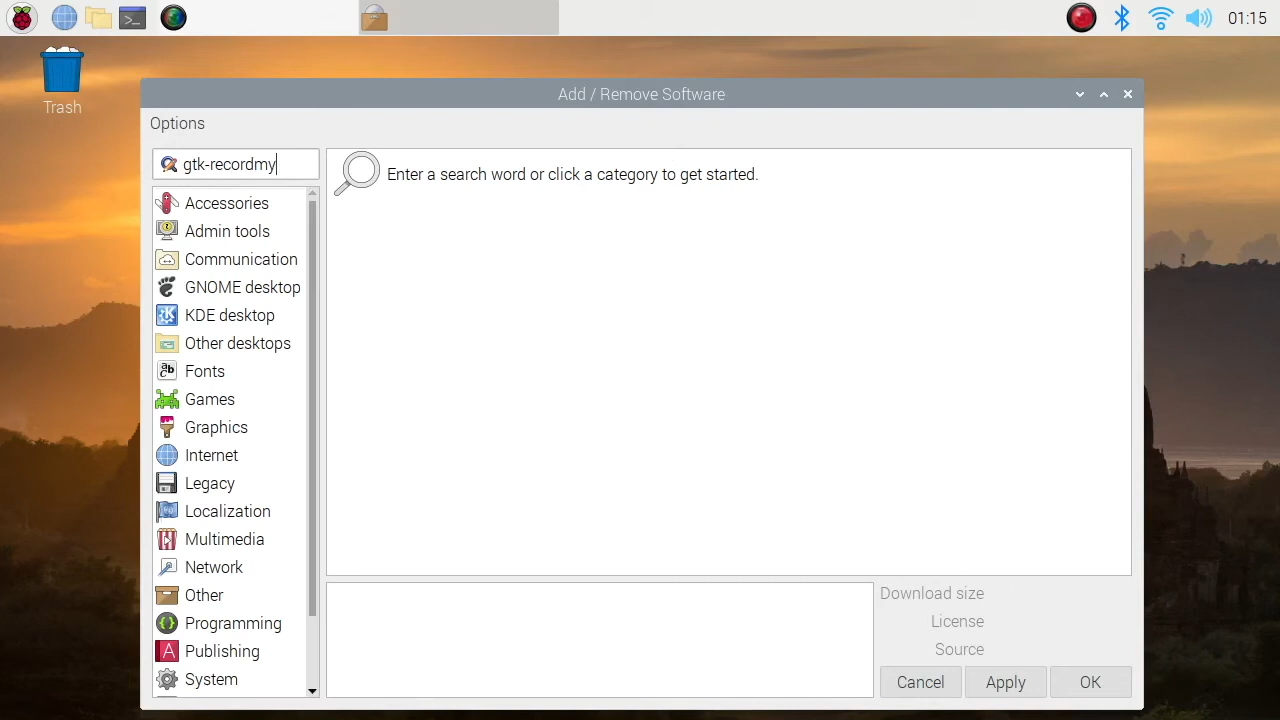 01:15
Trash
Add / Remove Software
Options
gtk-recordmy
Enter a search word or click a category to get started.
Accessories
Admin tools
Communication
GNOME desktop
KDE desktop
Other desktops
Fonts
Games
Graphics
Internet
Legacy
Localization
Multimedia
Network
Other
Programming
Publishing
System
Download size
License
Source
Cancel
Apply
OK